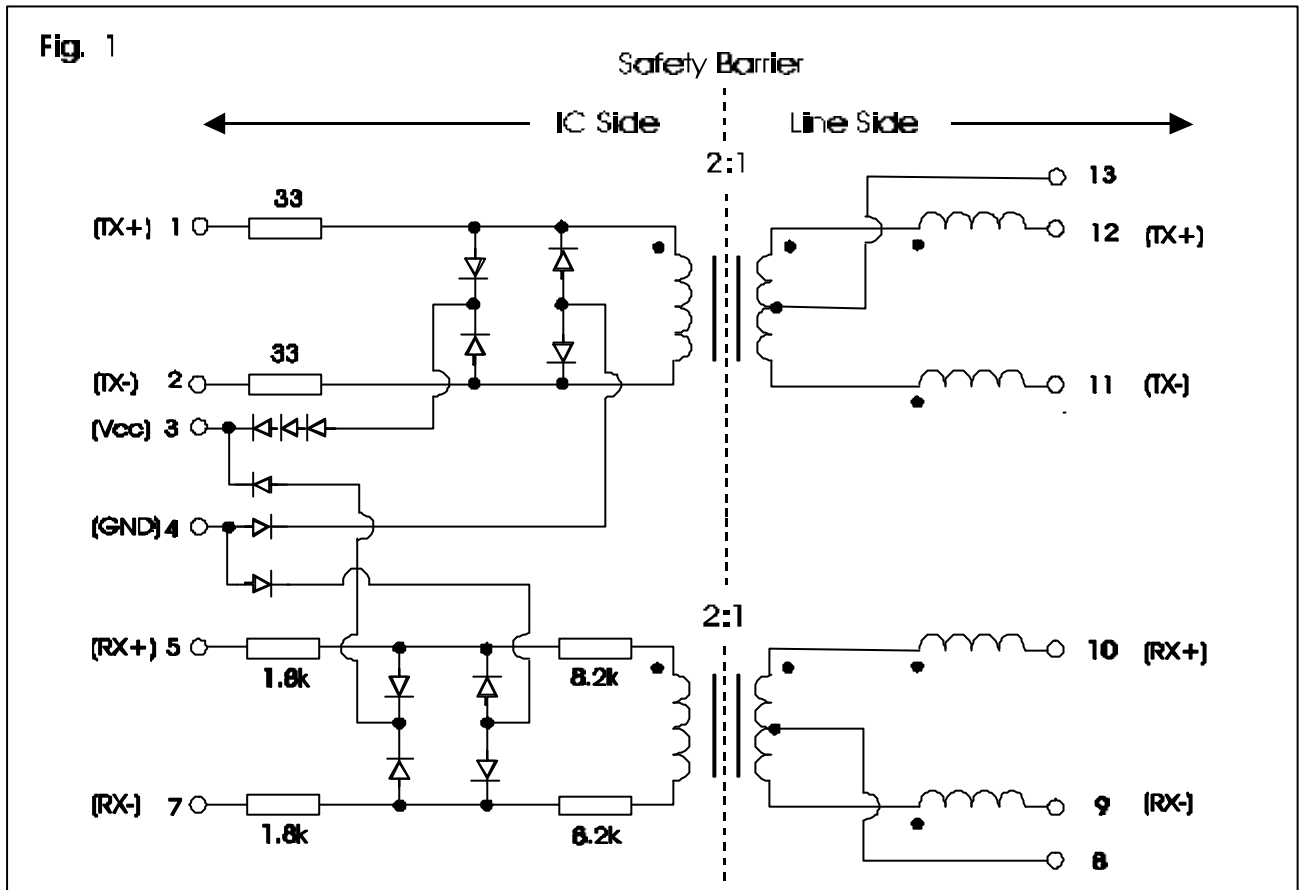 Fig. 1
Safety Barrier
IC Side
Line Side
2:1
13
33
(TX+) 1
12 (TX+)
33
(TX-) 2
11 (TX-)
(Vcc) 3
(GND) 4
2:1
(RX+) 5
10 (RX+)
1.8k
8.2k
(RX-) 7
9 (RX-)
1.8k
8.2k
8